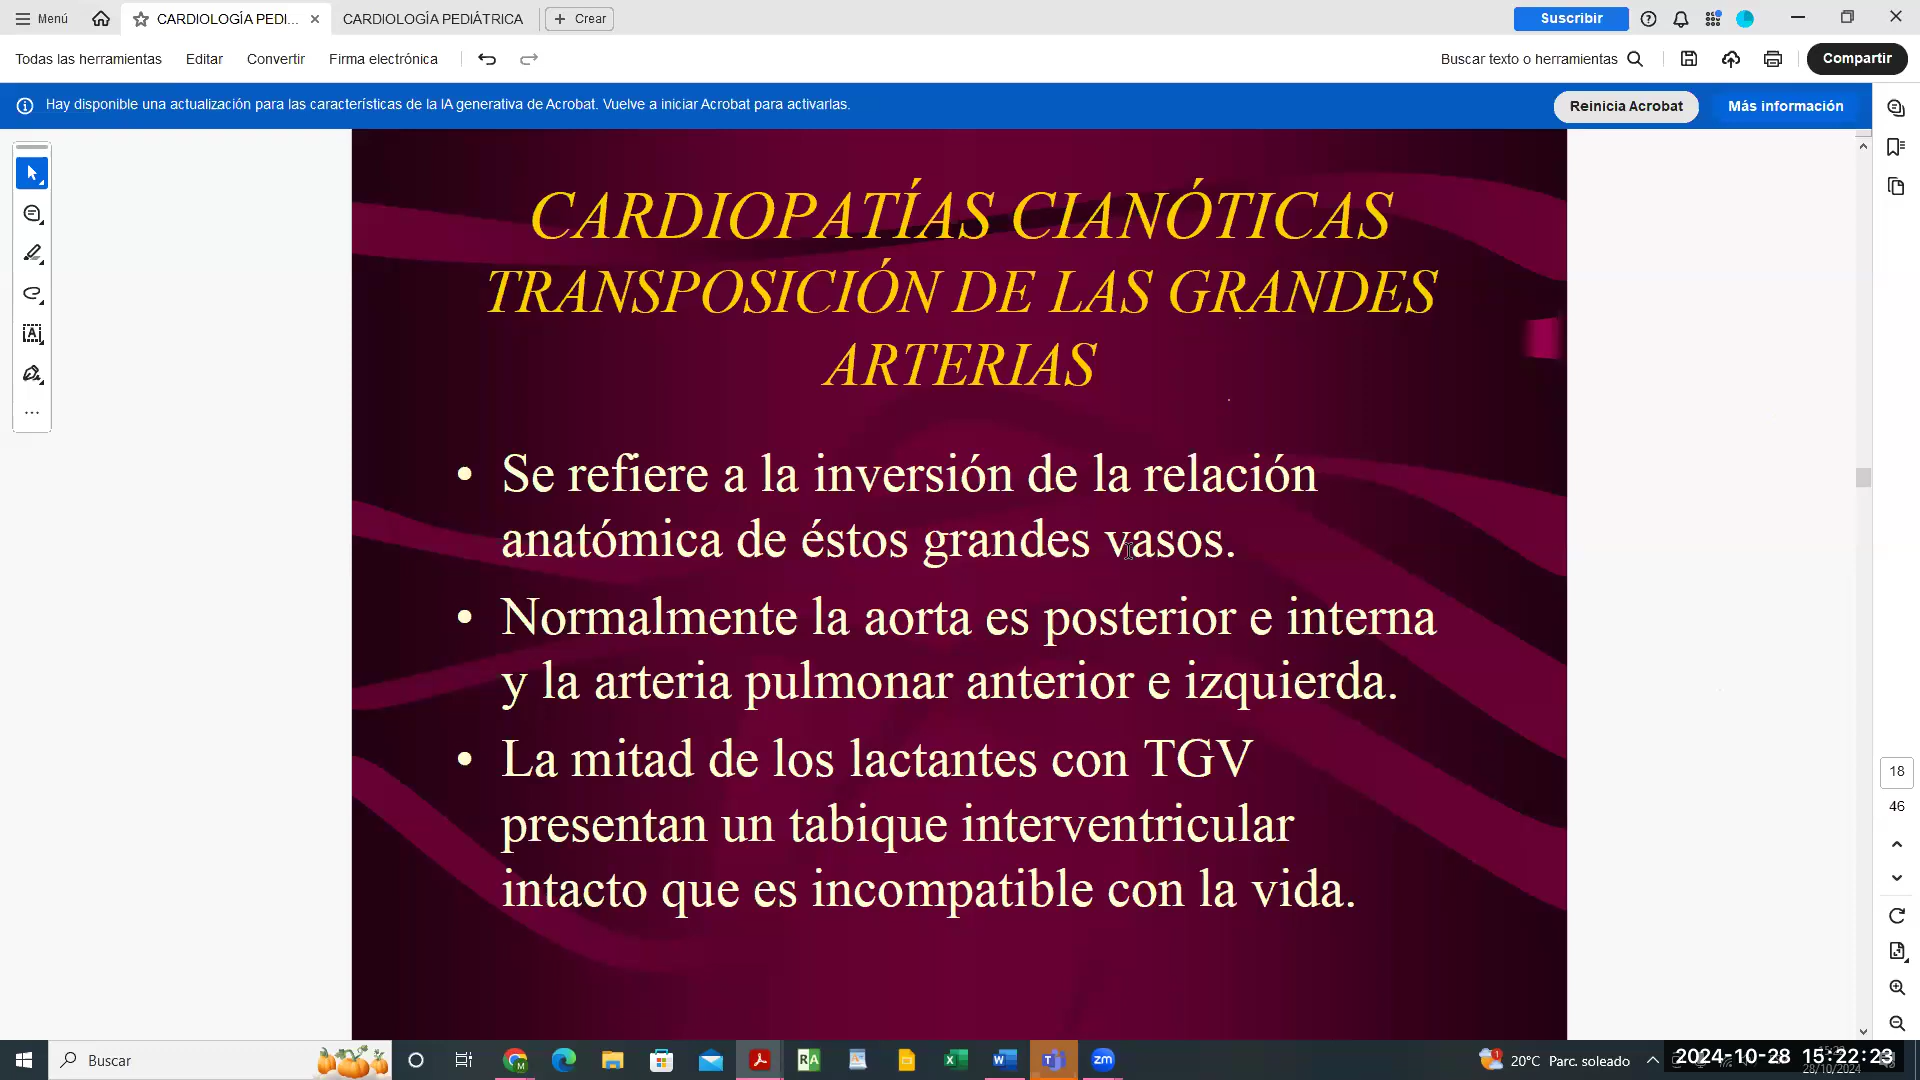 Menú
CARDIOLOGÍA PEDI...
CARDIOLOGÍA PEDIÁTRICA
Crear
Suscribir
Todas las herramientas
Editar
Convertir
Firma electrónica
Buscar texto o herramientas
Compartir
Hay disponible una actualización para las características de la IA generativa de Acrobat. Vuelve a iniciar Acrobat para activarlas.
Reinicia Acrobat
Más información
CARDIOPATÍAS CIANÓTICAS
TRANSPOSICIÓN DE LAS GRANDES
ARTERIAS
• Se refiere a la inversión de la relación
anatómica de éstos grandes vasos.
• Normalmente la aorta es posterior e interna
y la arteria pulmonar anterior e izquierda.
• La mitad de los lactantes con TGV
presentan un tabique interventricular
intacto que es incompatible con la vida.
18
46
Buscar
20°C Parc. soleado
2024-10-28 15:22:23
28/10/2024